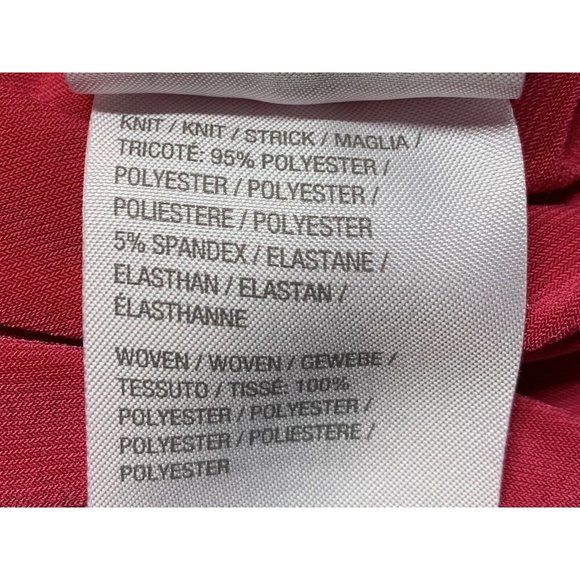 KNIT / KNIT / STRICK / MAGLIA /
TRICOTÉ: 95% POLYESTER /
POLYESTER / POLYESTER /
POLIESTERE / POLYESTER
5% SPANDEX / ELASTANE /
ELASTHAN / ELASTAN /
ÉLASTHANNE
WOVEN / WOVEN / GEWEBE /
TESSUTO / TISSÉ: 100%
POLYESTER / POLYESTER /
POLYESTER / POLIESTERE /
POLYESTER